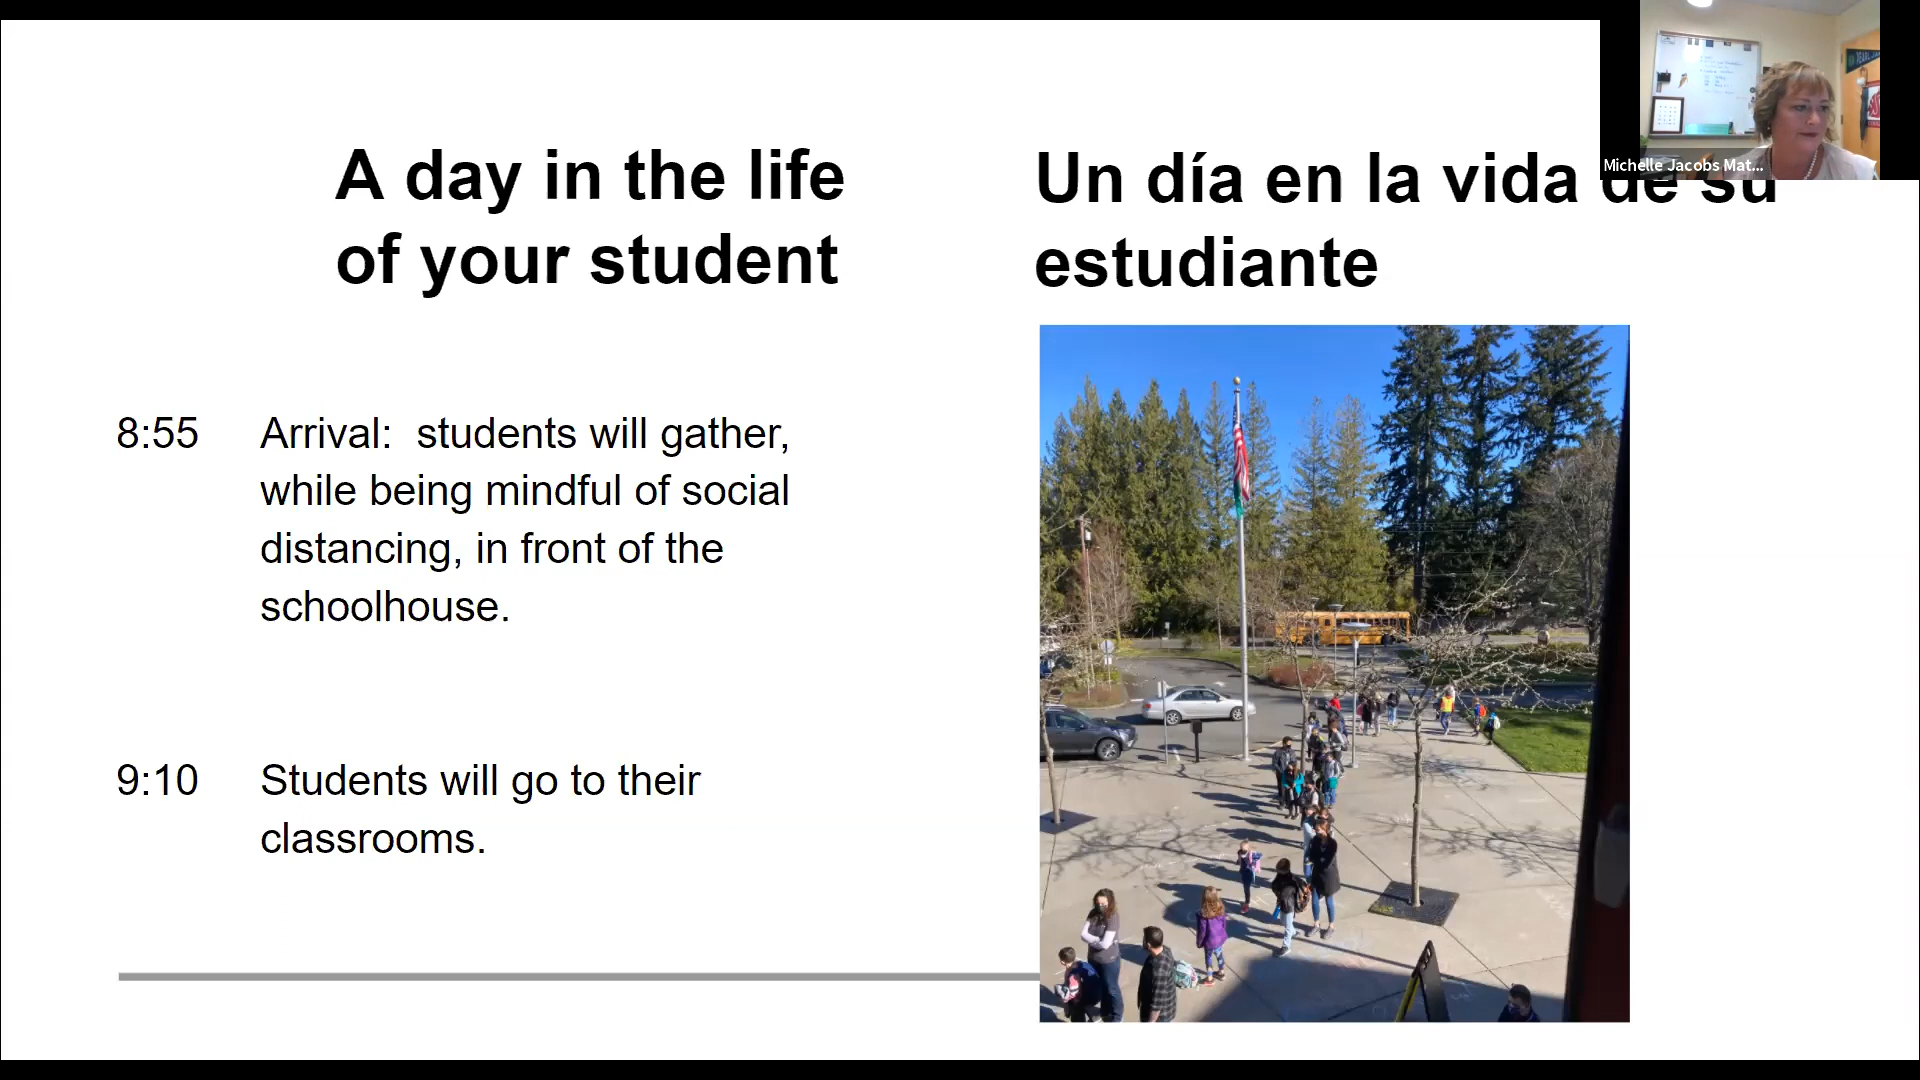 A day in the life
of your student
Un día en la vida de su
estudiante
Michelle Jacobs Mat...
8:55 Arrival: students will gather,
while being mindful of social
distancing, in front of the
schoolhouse.
9:10 Students will go to their
classrooms.